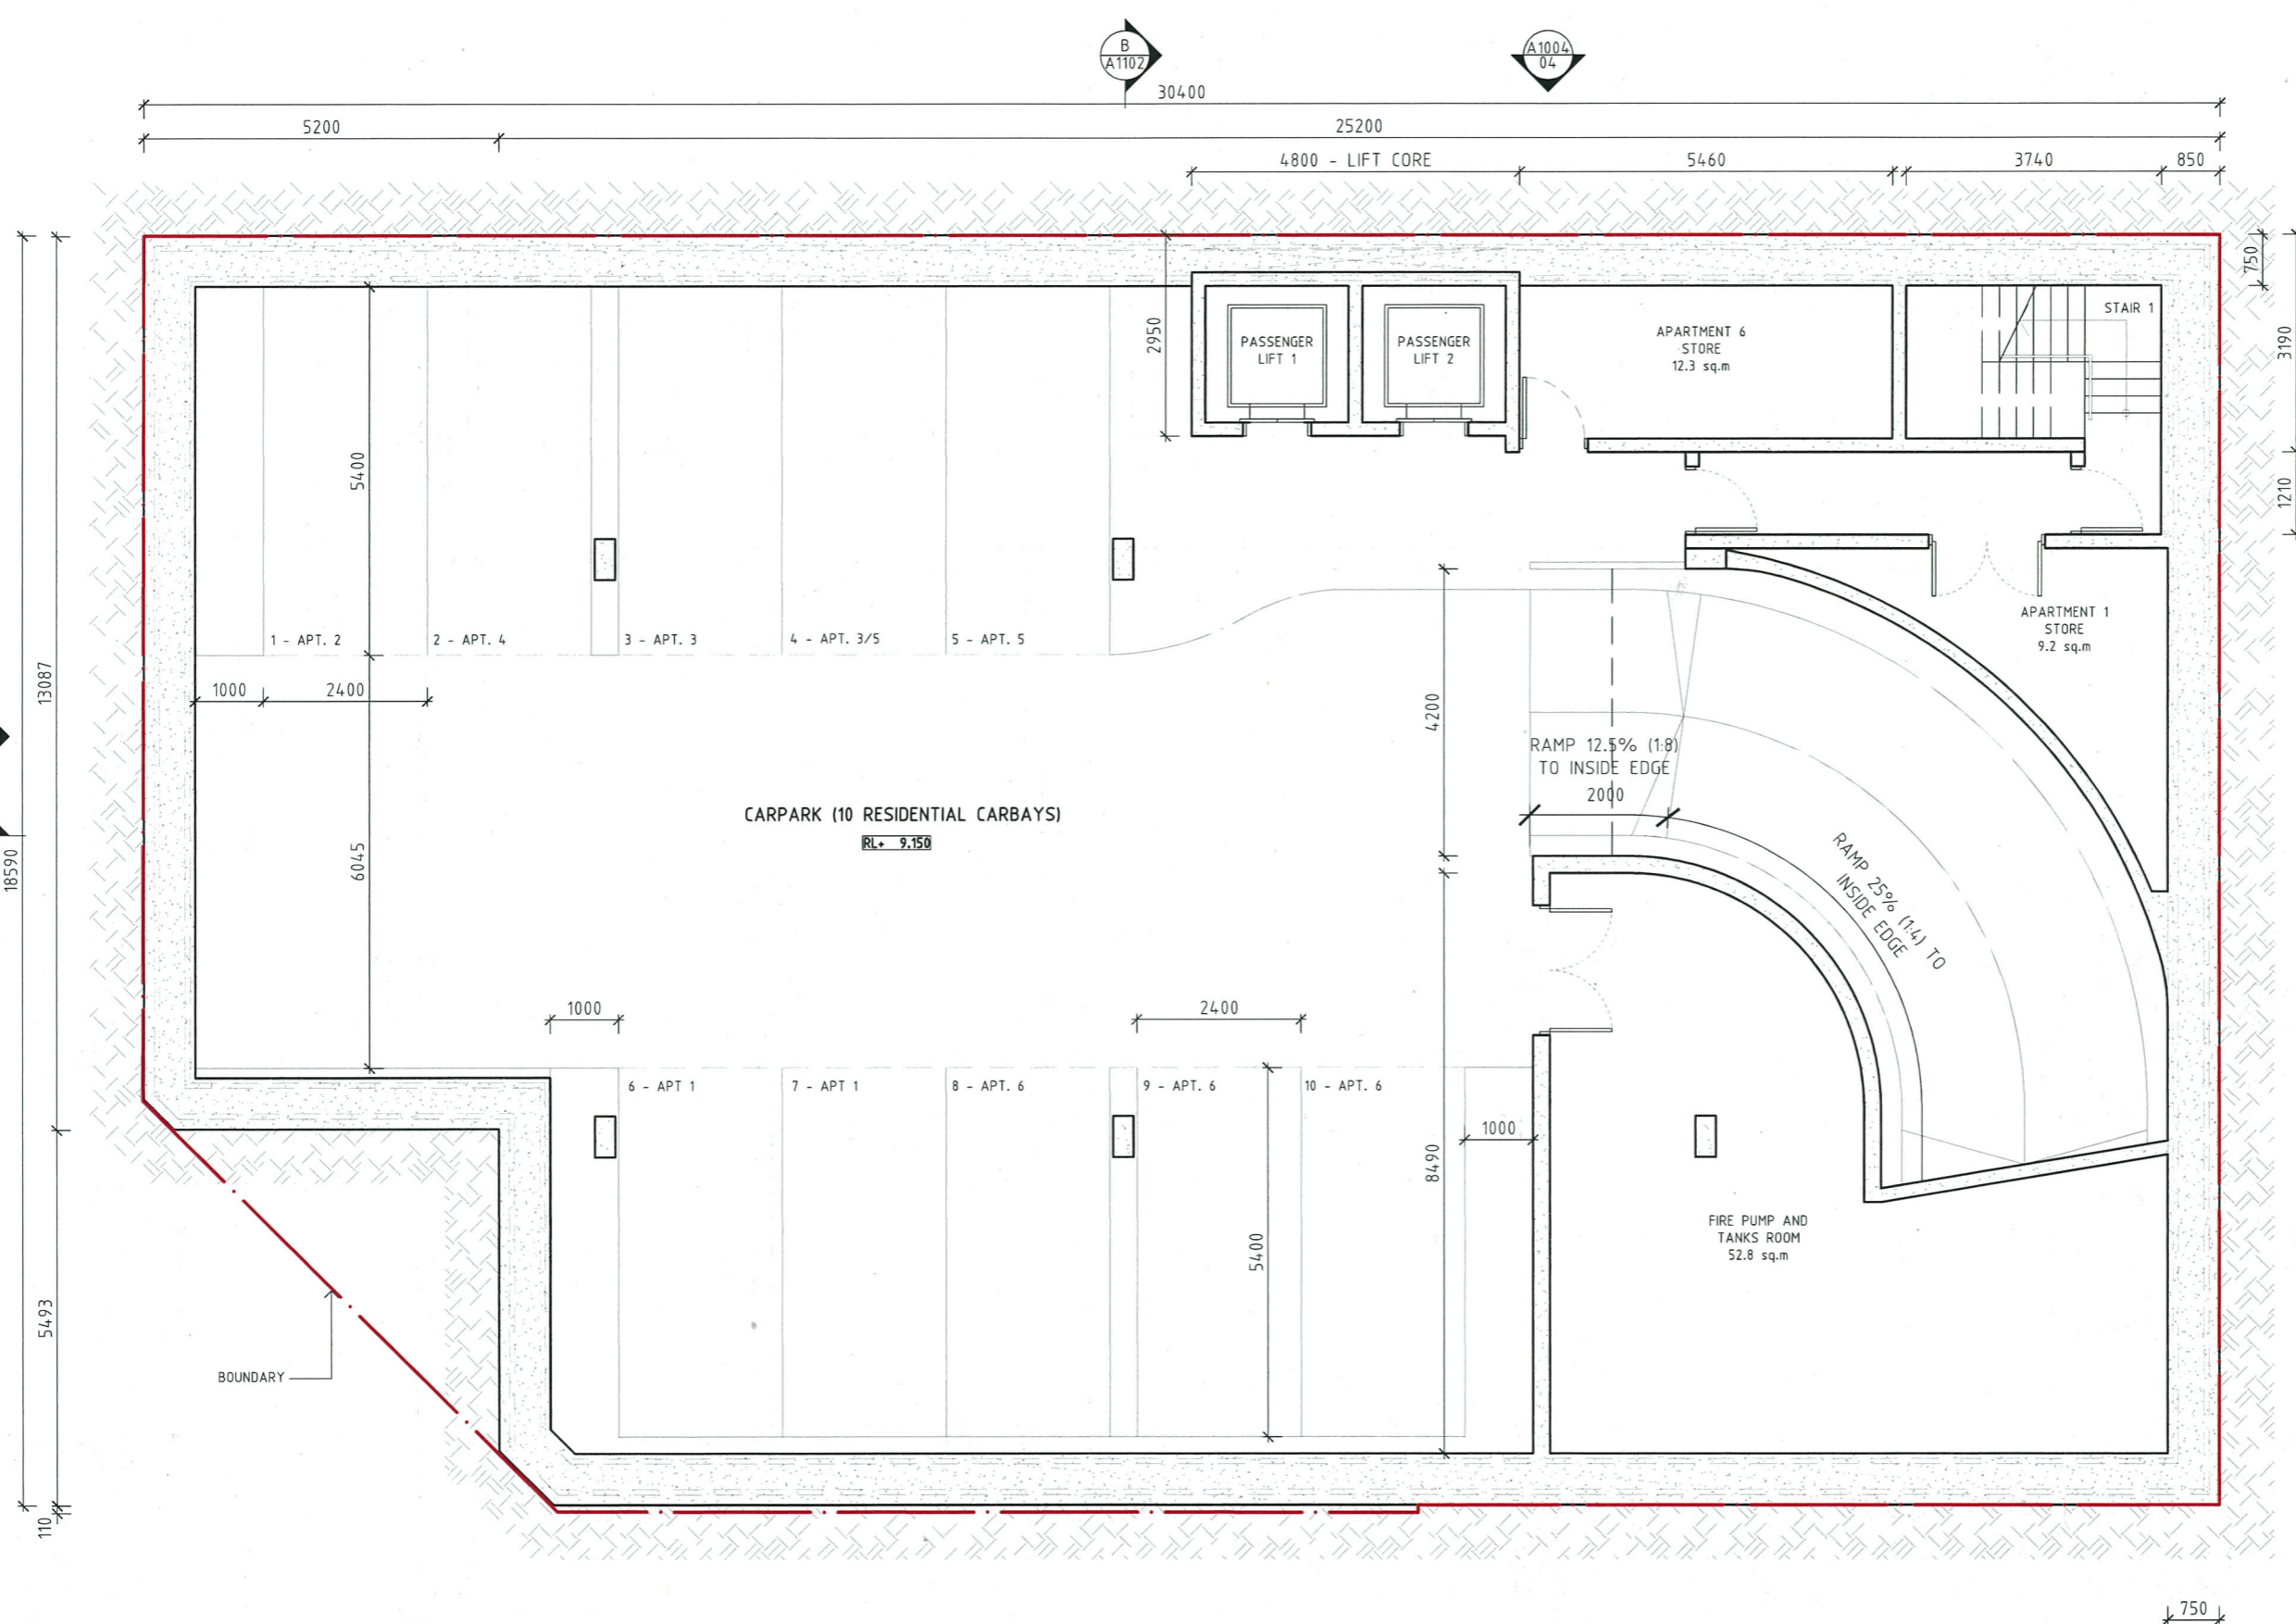 B
A1102
A1004
04
30400
5200
25200
4800 - LIFT CORE
5460
3740
850
750
3190
1210
2950
PASSENGER
LIFT 1
PASSENGER
LIFT 2
APARTMENT 6
STORE
12.3 sq.m
STAIR 1
5400
1 - APT. 2
2 - APT. 4
3 - APT. 3
4 - APT. 3/5
5 - APT. 5
APARTMENT 1
STORE
9.2 sq.m
1000
2400
13087
18590
4200
RAMP 12.5% (1:8)
TO INSIDE EDGE
2000
CARPARK (10 RESIDENTIAL CARBAYS)
RL+ 9.150
6045
RAMP 25% (1:4) TO
INSIDE EDGE
1000
2400
6 - APT 1
7 - APT 1
8 - APT. 6
9 - APT. 6
10 - APT. 6
1000
8490
5400
FIRE PUMP AND
TANKS ROOM
52.8 sq.m
5493
BOUNDARY
110
750